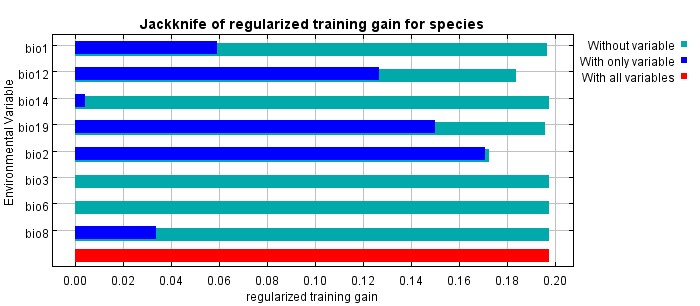 Jackknife of regularized training gain for species
Environmental Variable
bio1
bio12
bio14
bio19
bio2
bio3
bio6
bio8
0.00 0.02 0.04 0.06 0.08 0.10 0.12 0.14 0.16 0.18 0.20
regularized training gain
Without variable
With only variable
With all variables